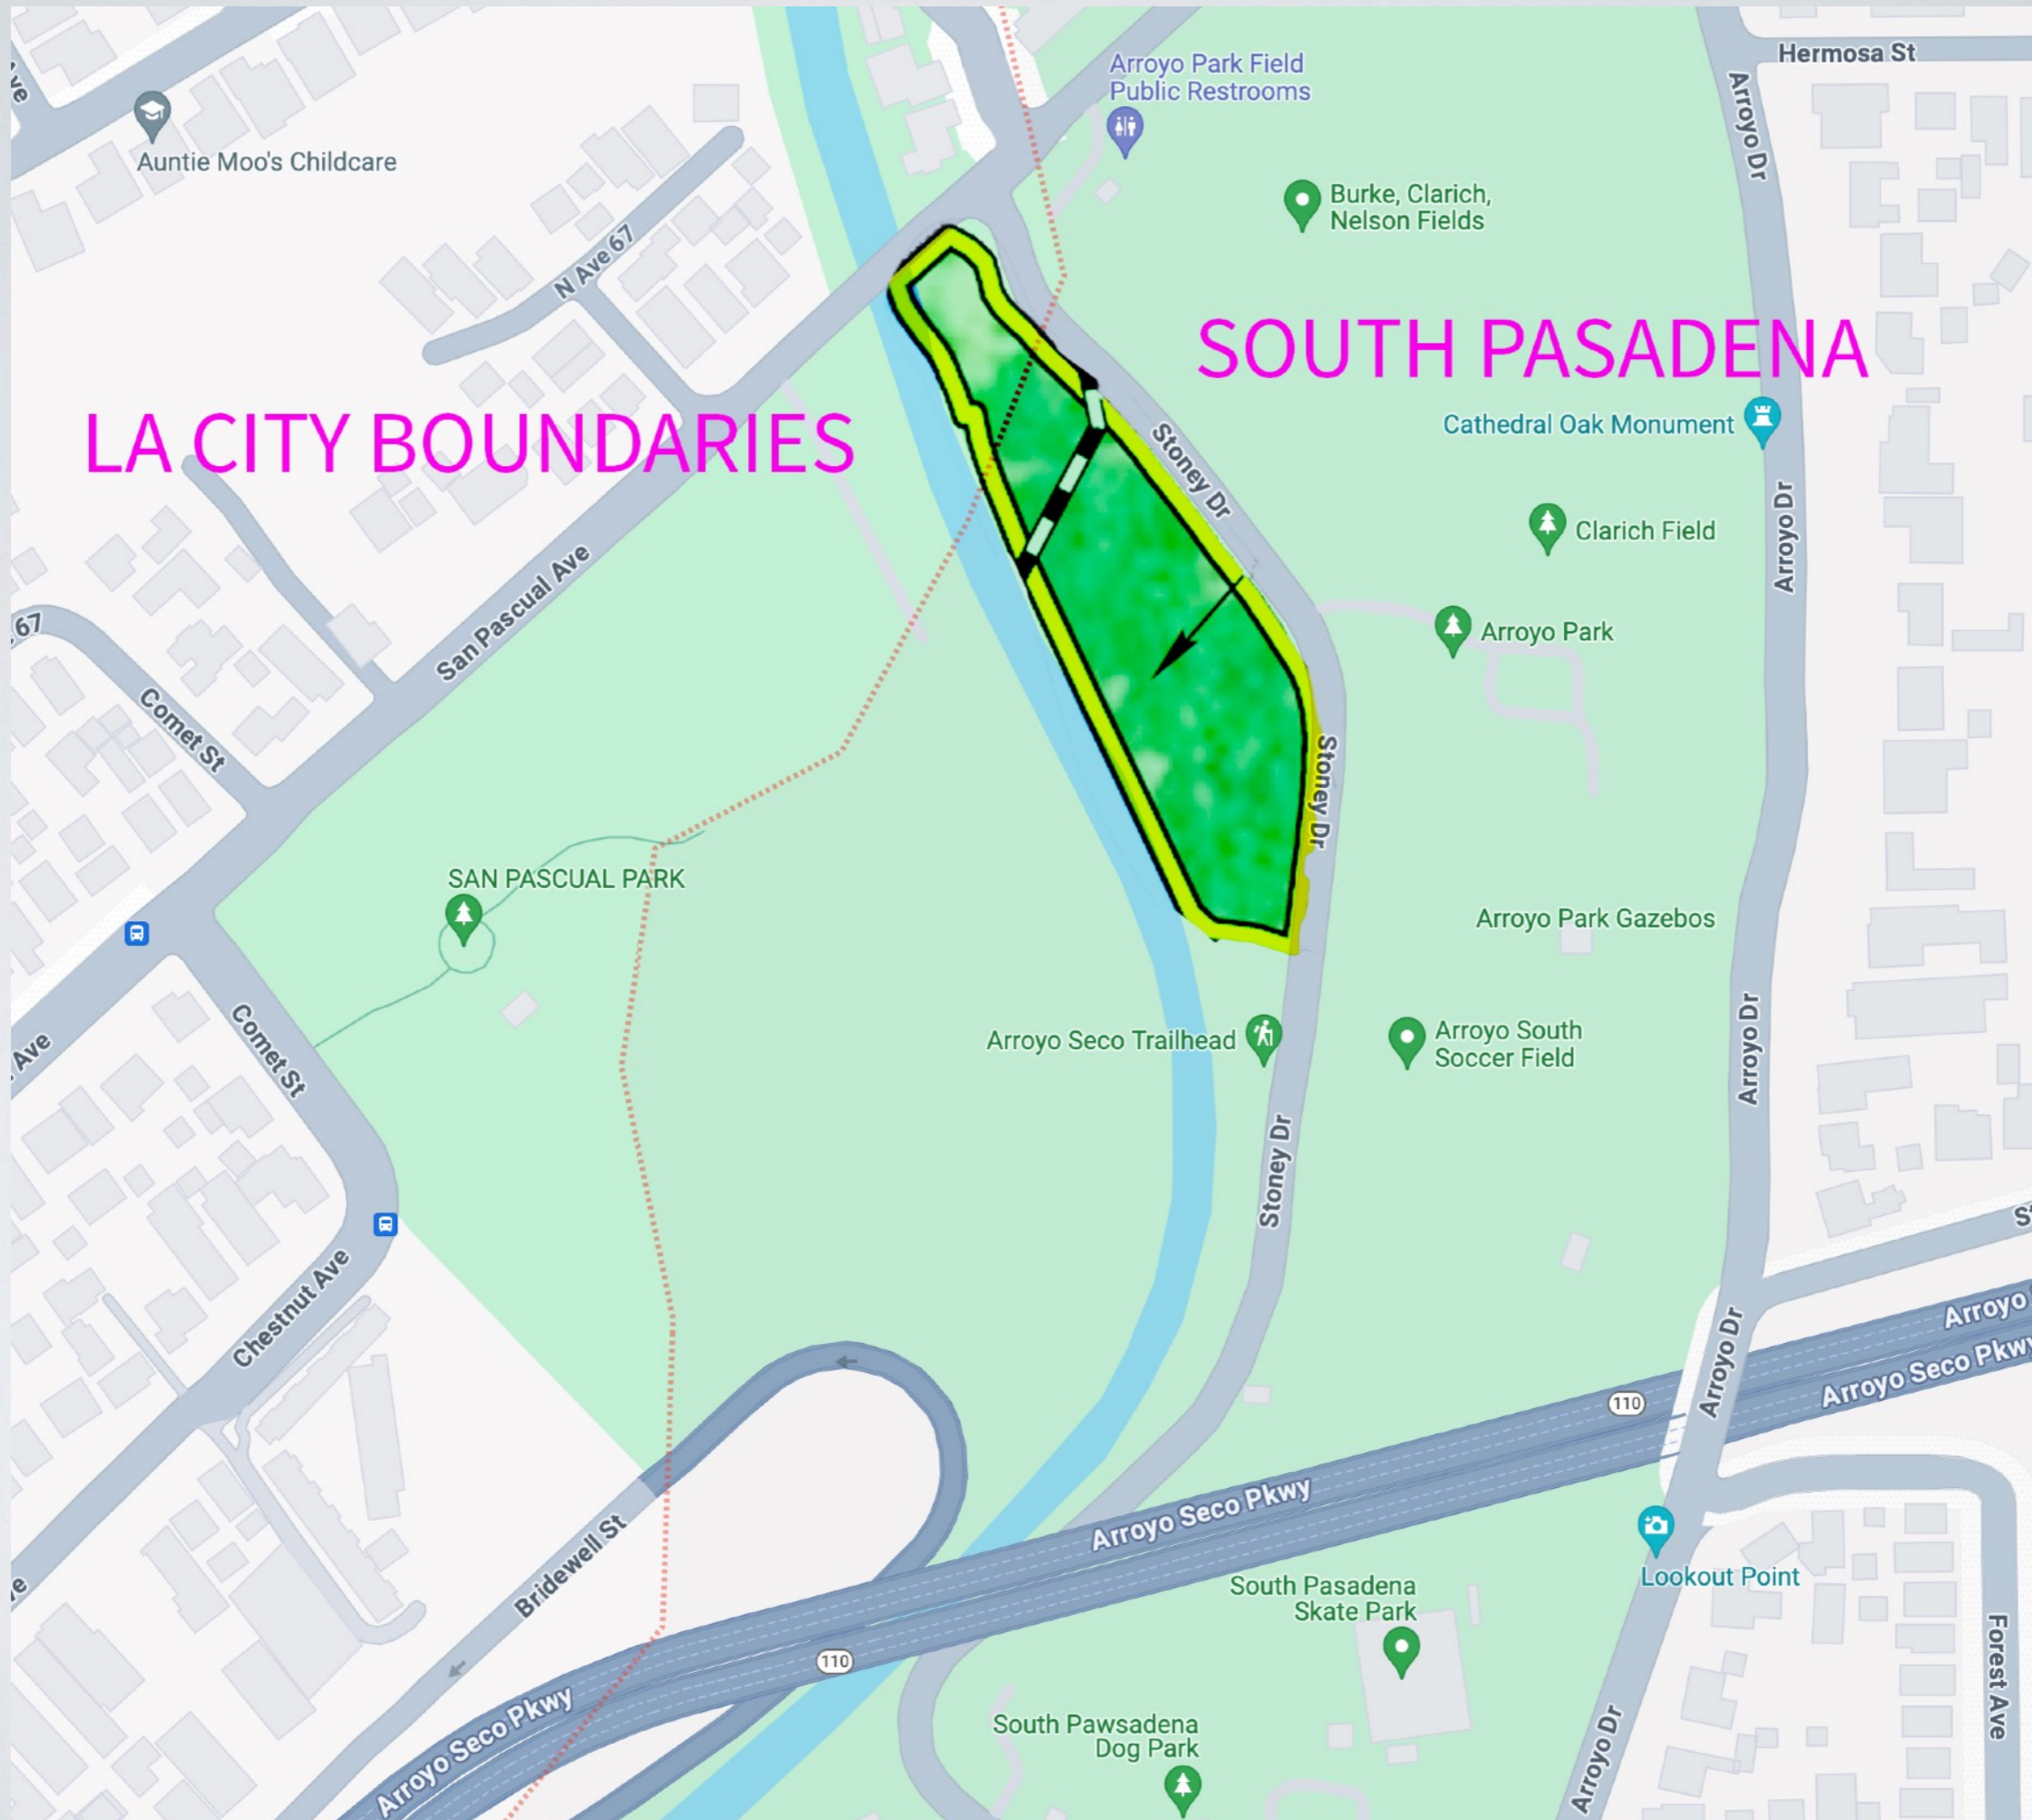 Hermosa St
Arroyo Park Field
Public Restrooms
Arroyo Dr
Auntie Moo's Childcare
Burke, Clarich,
Nelson Fields
N Ave 67
SOUTH PASADENA
LA CITY BOUNDARIES
Cathedral Oak Monument
Stoney Dr
Arroyo Dr
Clarich Field
San Pascual Ave
67
Arroyo Park
Comet St
Stoney Dr
SAN PASCUAL PARK
Arroyo Park Gazebos
Ave
Comet St
Arroyo Seco Trailhead
Arroyo South
Soccer Field
Arroyo Dr
Stoney Dr
Chestnut Ave
Arroyo
Arroyo Seco Pkwy
Arroyo Dr
110
Arroyo Seco Pkwy
Bridewell St
Lookout Point
South Pasadena
Skate Park
110
Forest Ave
Arroyo Seco Pkwy
South Pawsadena
Dog Park
Arroyo Dr